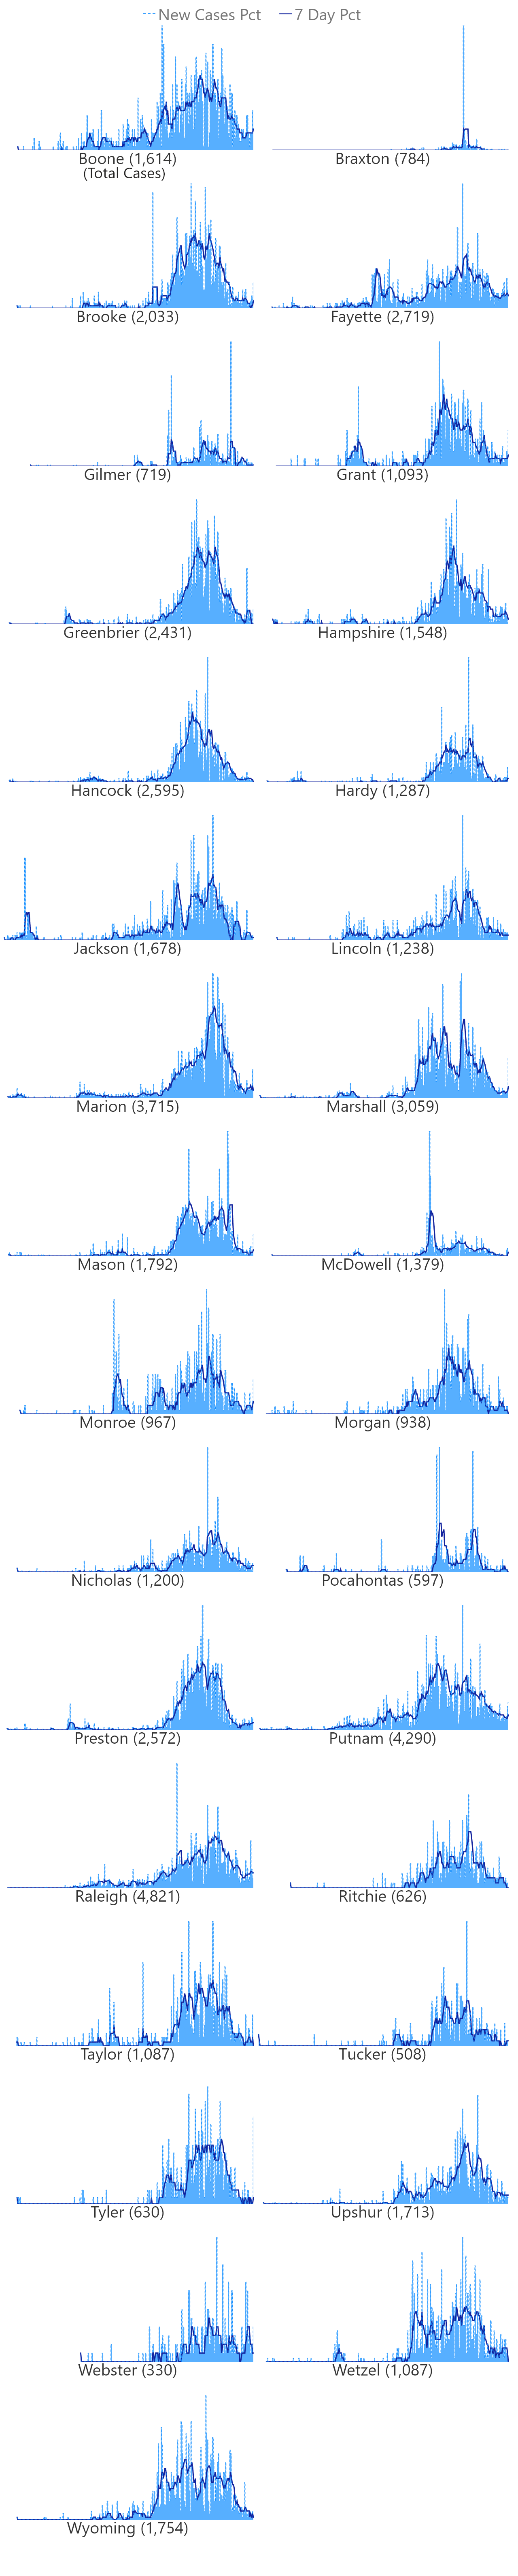 New Cases Pct 7 Day Pct
Boone (1,614) Braxton (784)
(Total Cases)
Brooke (2,033) Fayette (2,719)
Gilmer (719) Grant (1,093)
Greenbrier (2,431) Hampshire (1,548)
Hancock (2,595) Hardy (1,287)
Jackson (1,678) Lincoln (1,238)
Marion (3,715) Marshall (3,059)
Mason (1,792) McDowell (1,379)
Monroe (967) Morgan (938)
Nicholas (1,200) Pocahontas (597)
Preston (2,572) Putnam (4,290)
Raleigh (4,821) Ritchie (626)
Taylor (1,087) Tucker (508)
Tyler (630) Upshur (1,713)
Webster (330) Wetzel (1,087)
Wyoming (1,754)